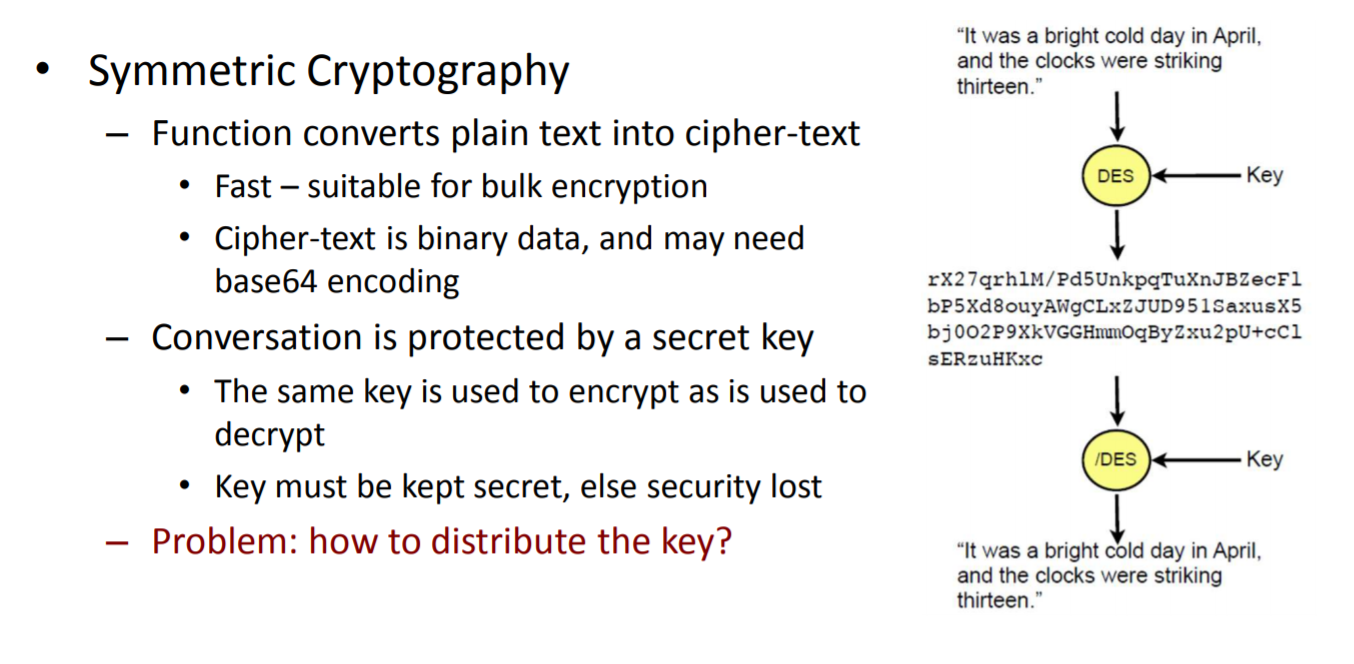 • Symmetric Cryptography
– Function converts plain text into cipher-text
• Fast – suitable for bulk encryption
• Cipher-text is binary data, and may need
base64 encoding
– Conversation is protected by a secret key
• The same key is used to encrypt as is used to
decrypt
• Key must be kept secret, else security lost
– Problem: how to distribute the key?
“It was a bright cold day in April,
and the clocks were striking
thirteen.”
DES
Key
rX27qrhlM/Pd5UnkpqTuXnJBZecFl
bP5Xd8ouyAWgCLxZJUD951SaxusX5
bj0O2P9XkVGGHmmOqByZxu2pU+cCl
sERzuHKxc
/DES
Key
“It was a bright cold day in April,
and the clocks were striking
thirteen.”